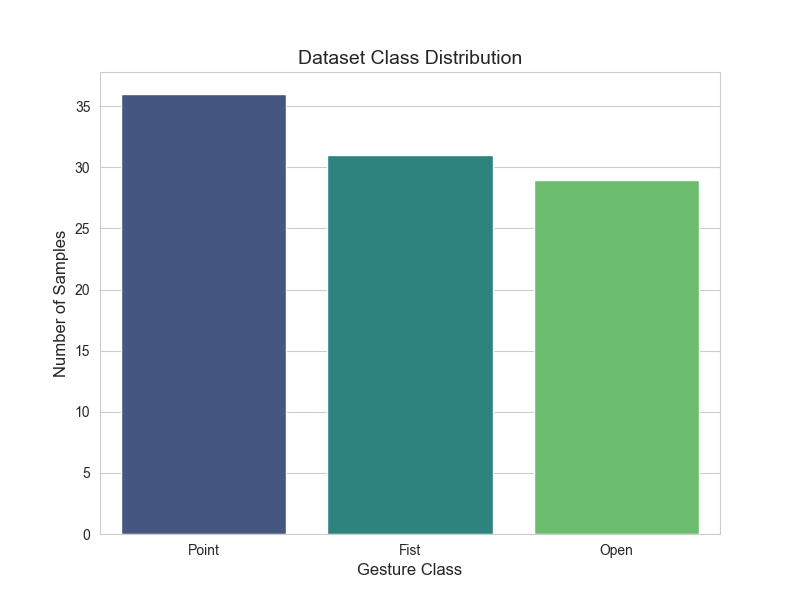 Dataset Class Distribution
Number of Samples
35
30
25
20
15
10
5
0
Point Fist Open
Gesture Class